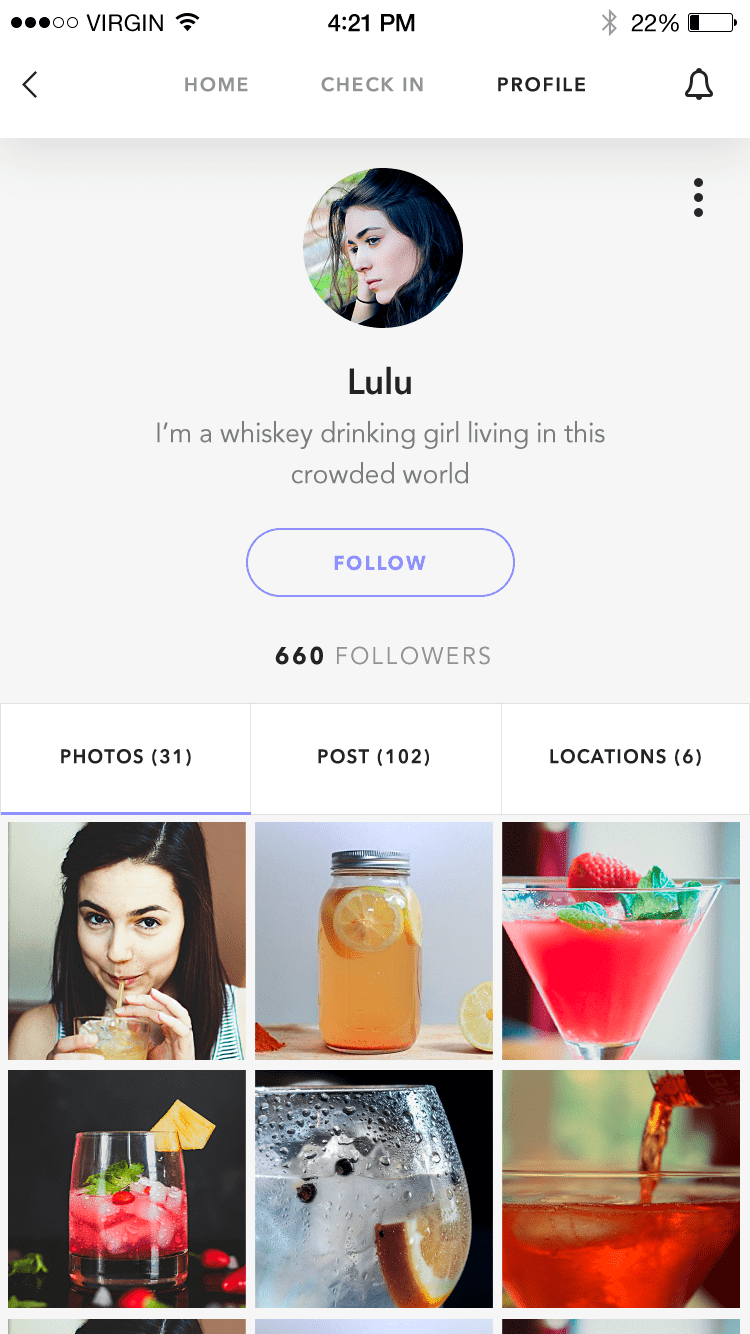 VIRGIN 4:21 PM 22%
HOME CHECK IN PROFILE
Lulu
I’m a whiskey drinking girl living in this
crowded world
FOLLOW
660 FOLLOWERS
PHOTOS (31) POST (102) LOCATIONS (6)